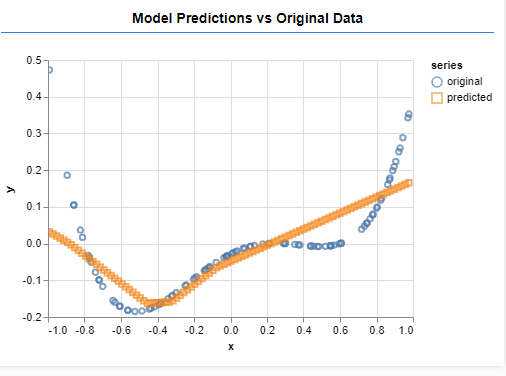 Model Predictions vs Original Data
0.5
0.4
0.3
0.2
0.1
0.0
-0.1
-0.2
y
-1.0 -0.8 -0.6 -0.4 -0.2 0.0 0.2 0.4 0.6 0.8 1.0
x
series
original
predicted